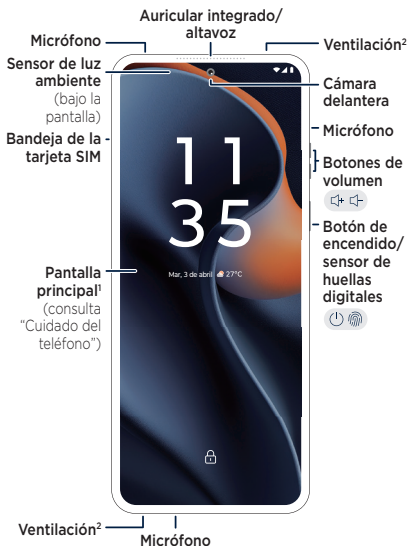 Auricular integrado/
altavoz
Micrófono
Ventilación²
Sensor de luz
ambiente
(bajo la
pantalla)
Cámara
delantera
Bandeja de la
tarjeta SIM
Micrófono
Botones de
volumen
Botón de
encendido/
sensor de
huellas
digitales
11
35
Mar, 3 de abril 27°C
Pantalla
principal¹
(consulta
“Cuidado del
teléfono”)
Ventilación²
Micrófono